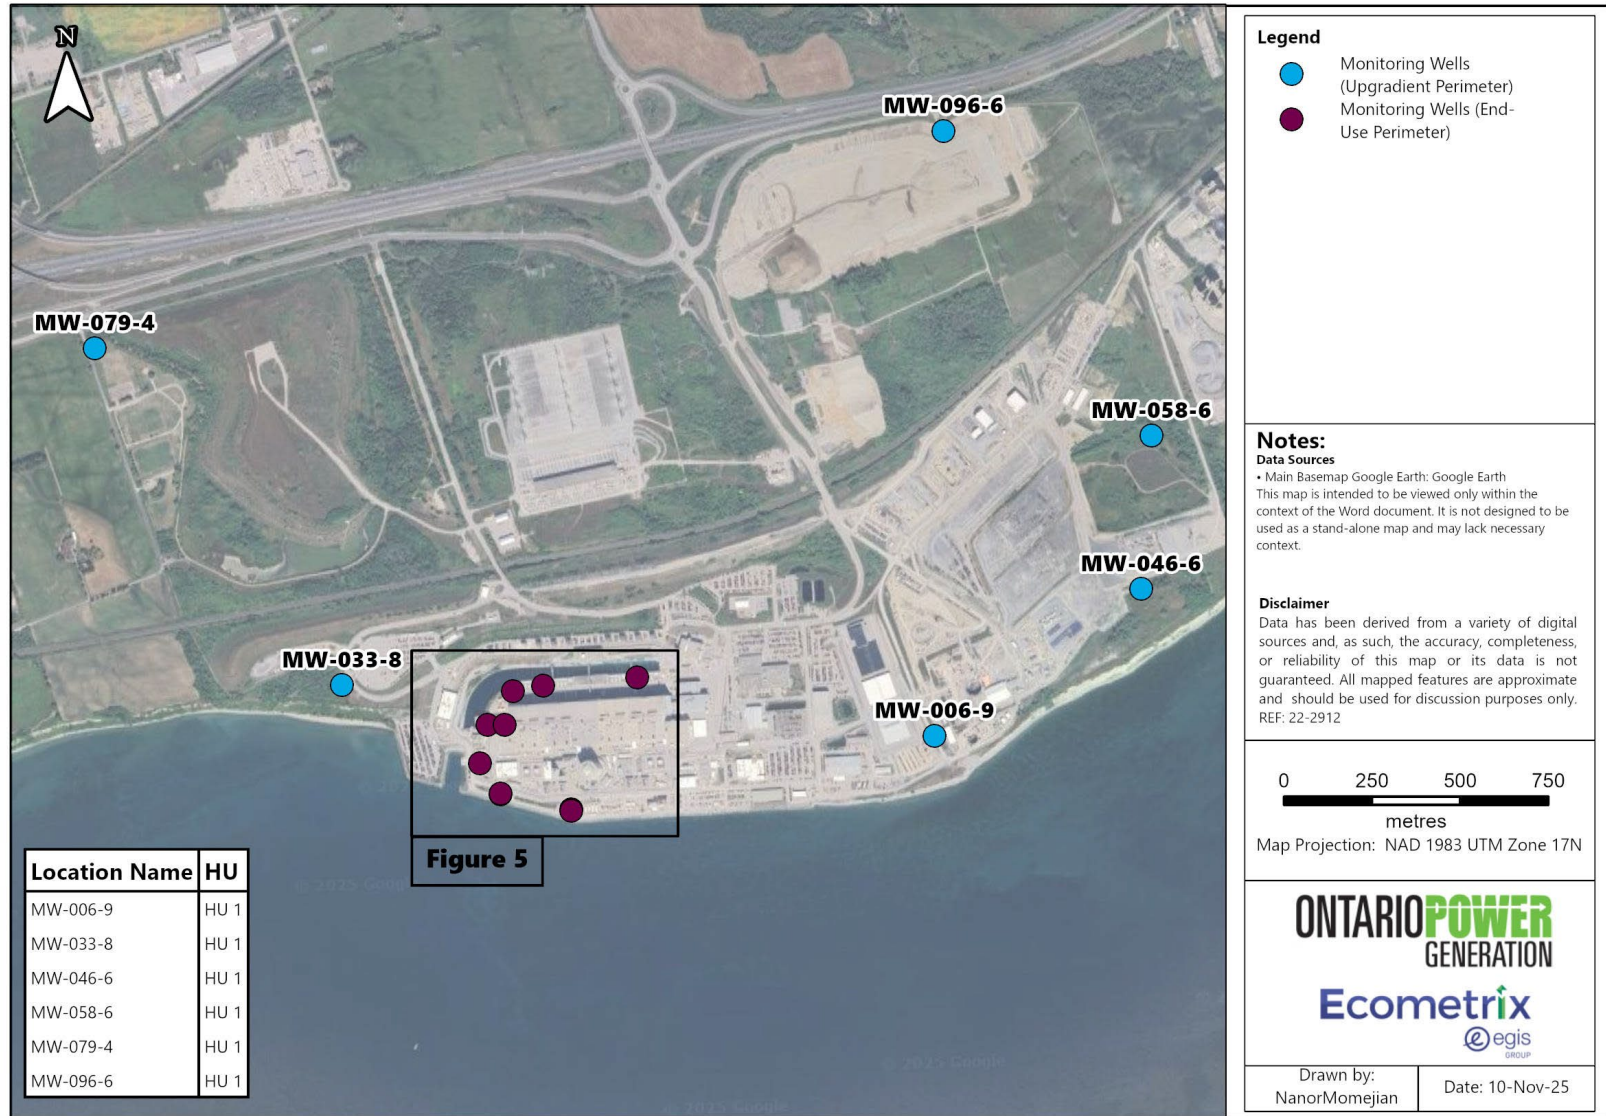 N
MW-096-6
MW-079-4
MW-058-6
MW-046-6
MW-033-8
MW-006-9
Figure 5
© 2025 Google
© 2025 Google
© 2025 Google
Location Name HU
MW-006-9 HU 1
MW-033-8 HU 1
MW-046-6 HU 1
MW-058-6 HU 1
MW-079-4 HU 1
MW-096-6 HU 1
Legend
Monitoring Wells
(Upgradient Perimeter)
Monitoring Wells (End-
Use Perimeter)
Notes:
Data Sources
• Main Basemap Google Earth: Google Earth
This map is intended to be viewed only within the
context of the Word document. It is not designed to be
used as a stand-alone map and may lack necessary
context.
Disclaimer
Data has been derived from a variety of digital
sources and, as such, the accuracy, completeness,
or reliability of this map or its data is not
guaranteed. All mapped features are approximate
and should be used for discussion purposes only.
REF: 22-2912
0 250 500 750
metres
Map Projection: NAD 1983 UTM Zone 17N
ONTARIOPOWER
GENERATION
Ecometrix
egis
GROUP
Drawn by:
NanorMomejian
Date: 10-Nov-25